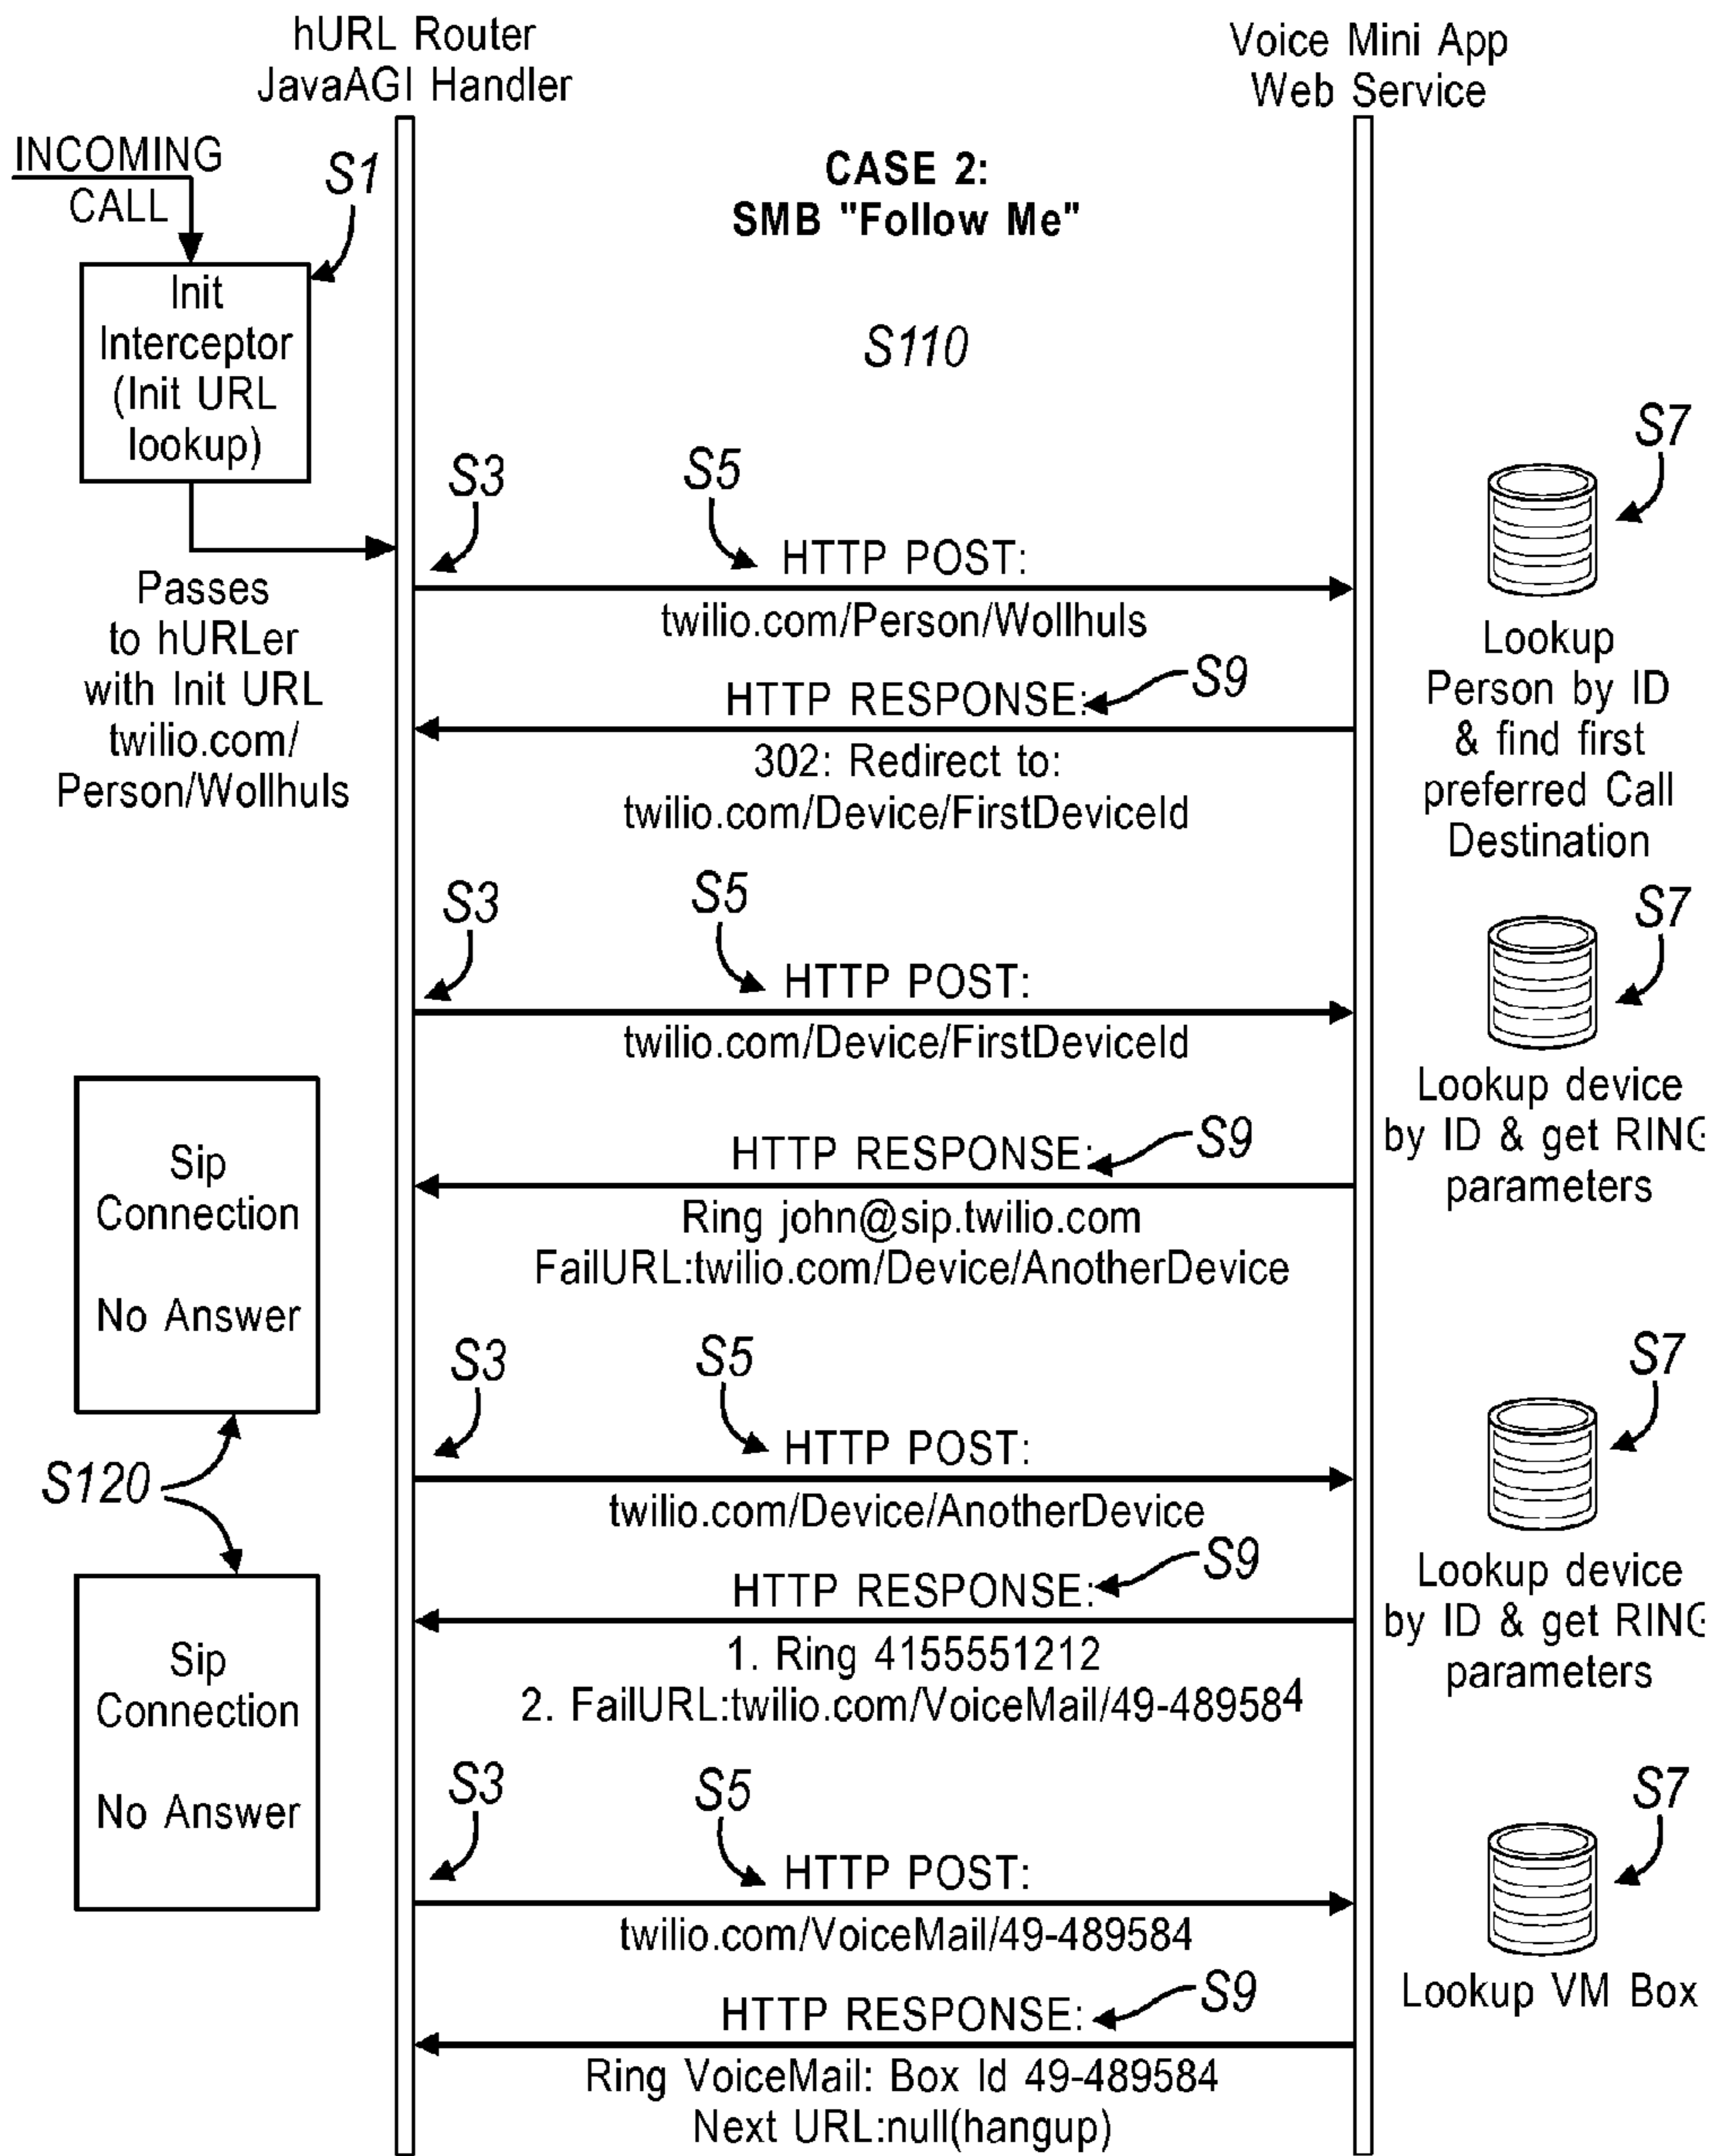 hURL Router
JavaAGI Handler
Voice Mini App
Web Service
INCOMING
CALL
S1
CASE 2:
SMB "Follow Me"
Init
Interceptor
(Init URL
lookup)
S110
S3
S5
S7
HTTP POST:
twilio.com/Person/Wollhuls
Passes
to hURLer
with Init URL
twilio.com/
Person/Wollhuls
Lookup
Person by ID
& find first
preferred Call
Destination
HTTP RESPONSE:
S9
302: Redirect to:
twilio.com/Device/FirstDeviceId
S3
S5
S7
HTTP POST:
twilio.com/Device/FirstDeviceId
Lookup device
by ID & get RING
parameters
Sip
Connection
No Answer
HTTP RESPONSE:
S9
Ring john@sip.twilio.com
FailURL:twilio.com/Device/AnotherDevice
S3
S5
S7
HTTP POST:
twilio.com/Device/AnotherDevice
S120
Lookup device
by ID & get RING
parameters
HTTP RESPONSE:
S9
1. Ring 4155551212
2. FailURL:twilio.com/VoiceMail/49-489584
Sip
Connection
No Answer
S3
S5
S7
HTTP POST:
twilio.com/VoiceMail/49-489584
Lookup VM Box
HTTP RESPONSE:
S9
Ring VoiceMail: Box Id 49-489584
Next URL:null(hangup)